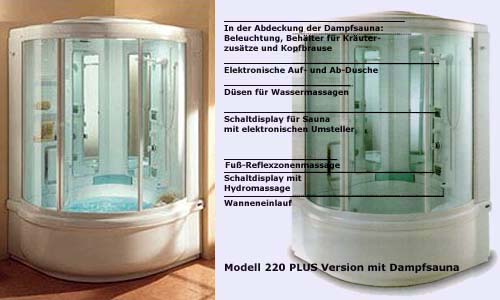 In der Abdeckung der Dampfsauna:
Beleuchtung, Behälter für Kräuter-
zusätze und Kopfbrause
Elektronische Auf- und Ab-Dusche
Düsen für Wassermassagen
Schaltdisplay für Sauna
mit elektronischen Umsteller
Fuß-Reflexzonenmassage
Schaltdisplay mit
Hydromassage
Wanneneinlauf
Modell 220 PLUS Version mit Dampfsauna